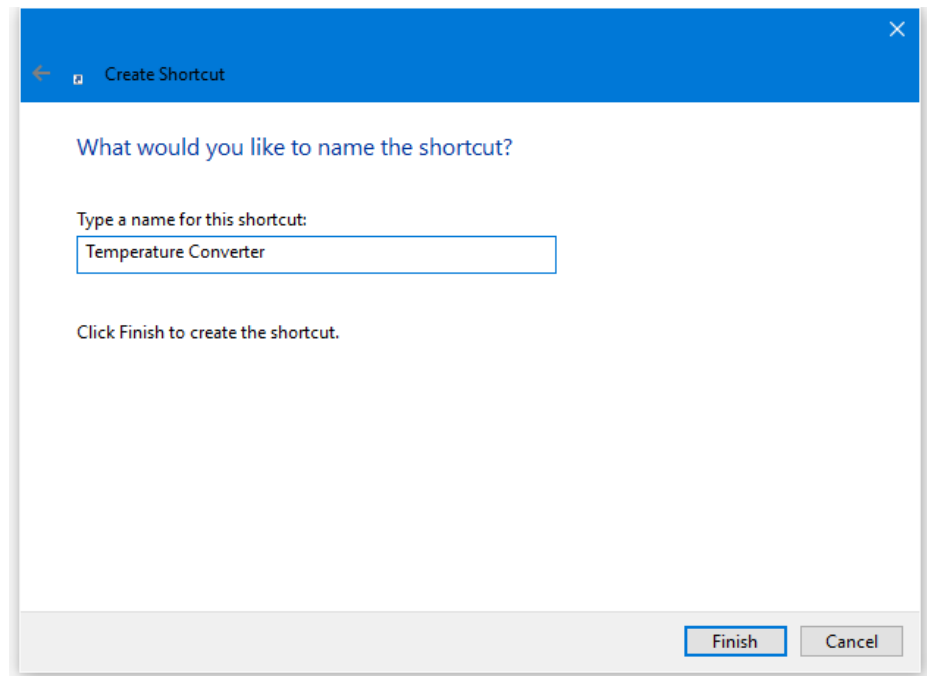 Create Shortcut
What would you like to name the shortcut?
Type a name for this shortcut:
Temperature Converter
Click Finish to create the shortcut.
Finish Cancel